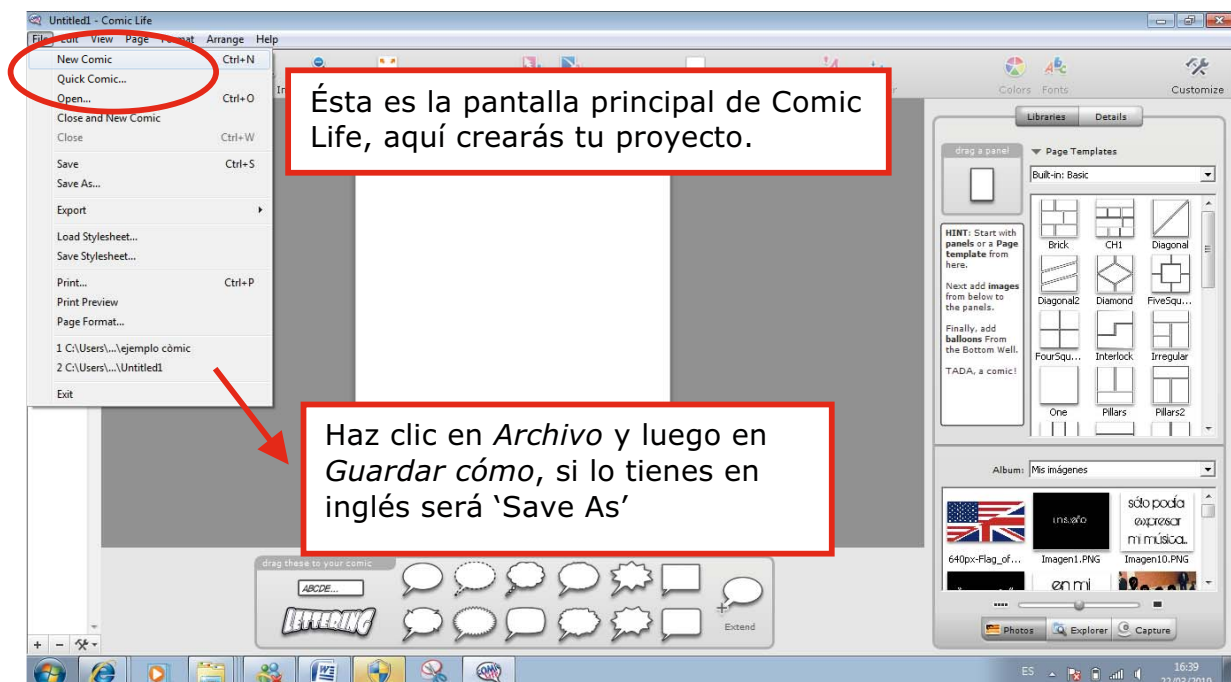 Untitled1 - Comic Life
File Edit View Page Format Arrange Help
New Comic Ctrl+N
Quick Comic...
Open... Ctrl+O
Close and New Comic
Close Ctrl+W
Save Ctrl+S
Save As...
Export
Load Stylesheet...
Save Stylesheet...
Print... Ctrl+P
Print Preview
Page Format...
1 C:\Users\...\ejemplo còmic
2 C:\Users\...\Untitled1
Exit
Ésta es la pantalla principal de Comic
Life, aquí crearás tu proyecto.
Haz clic en Archivo y luego en
Guardar cómo, si lo tienes en
inglés será ‘Save As’
Colors Fonts Customize
Libraries Details
drag a panel
Page Templates
Built-in: Basic
HINT: Start with
panels or a Page
template from
here.
Next add images
from below to
the panels.
Finally, add
balloons From
the Bottom Well.
TADA, a comic!
Brick CH1 Diagonal
Diagonal2 Diamond FiveSqu...
FourSqu... Interlock Irregular
One Pillars Pillars2
Album: Mis imágenes
sólo podía
expresar
mi música.
640px-Flag_of... Imagen1.PNG Imagen10.PNG
en mi
Photos Explorer Capture
drag these to your comic
ABCDE...
LETTERING
Extend
ES 16:39
22/03/2010